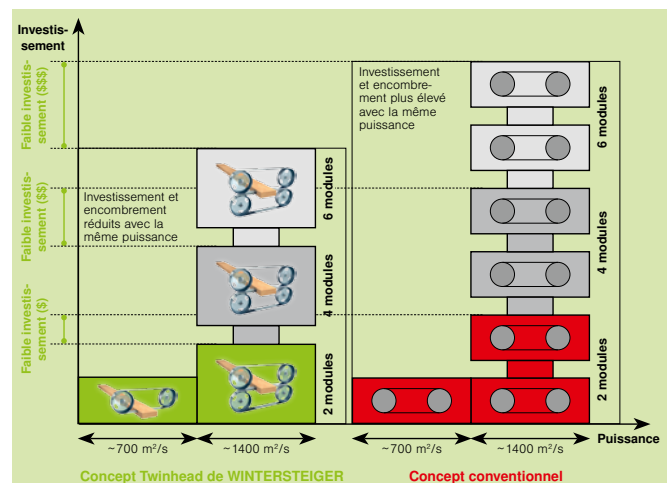 Investis-
sement
Faible investis-
sement ($$$)
Faible investis-
sement ($$)
Faible investis-
sement ($)
Investissement et
encombrement
réduits avec la
même puissance
6 modules
4 modules
2 modules
Investissement
et encombre-
ment plus élevé
avec la même
puissance
6 modules
4 modules
2 modules
Puissance
~700 m²/s
~1400 m²/s
~700 m²/s
~1400 m²/s
Concept Twinhead de WINTERSTEIGER
Concept conventionnel